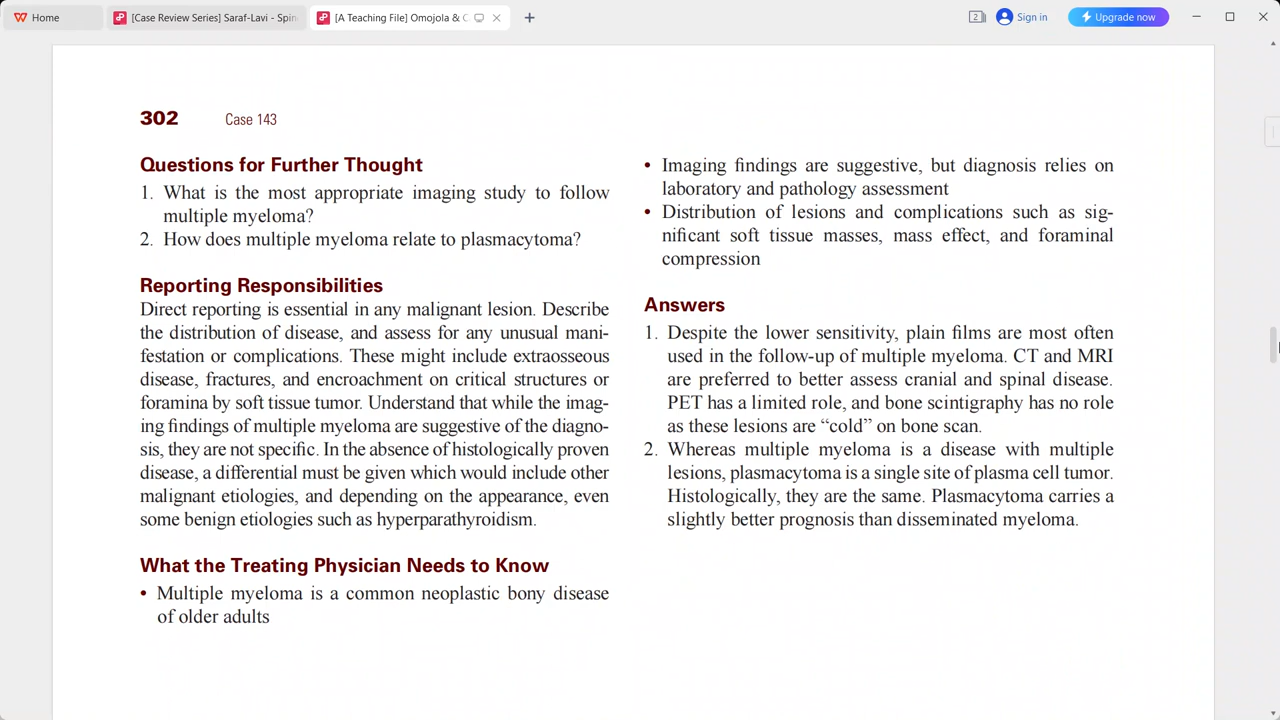 Home
[Case Review Series] Saraf-Lavi - Spin
[A Teaching File] Omojola & C
2
Sign in
Upgrade now
302 Case 143
Questions for Further Thought
1. What is the most appropriate imaging study to follow
multiple myeloma?
2. How does multiple myeloma relate to plasmacytoma?
Reporting Responsibilities
Direct reporting is essential in any malignant lesion. Describe
the distribution of disease, and assess for any unusual mani-
festation or complications. These might include extraosseous
disease, fractures, and encroachment on critical structures or
foramina by soft tissue tumor. Understand that while the imag-
ing findings of multiple myeloma are suggestive of the diagno-
sis, they are not specific. In the absence of histologically proven
disease, a differential must be given which would include other
malignant etiologies, and depending on the appearance, even
some benign etiologies such as hyperparathyroidism.
What the Treating Physician Needs to Know
• Multiple myeloma is a common neoplastic bony disease
of older adults
• Imaging findings are suggestive, but diagnosis relies on
laboratory and pathology assessment
• Distribution of lesions and complications such as sig-
nificant soft tissue masses, mass effect, and foraminal
compression
Answers
1. Despite the lower sensitivity, plain films are most often
used in the follow-up of multiple myeloma. CT and MRI
are preferred to better assess cranial and spinal disease.
PET has a limited role, and bone scintigraphy has no role
as these lesions are “cold” on bone scan.
2. Whereas multiple myeloma is a disease with multiple
lesions, plasmacytoma is a single site of plasma cell tumor.
Histologically, they are the same. Plasmacytoma carries a
slightly better prognosis than disseminated myeloma.